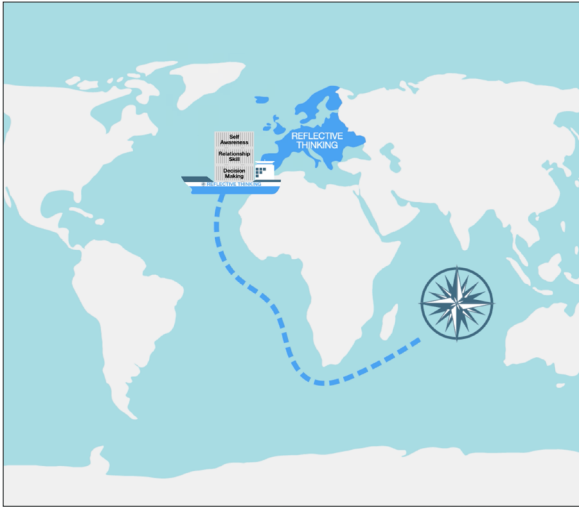 Self
Awareness
Relationship
Skill
Decision
Making
# REFLECTIVE THINKING
REFLECTIVE
THINKING